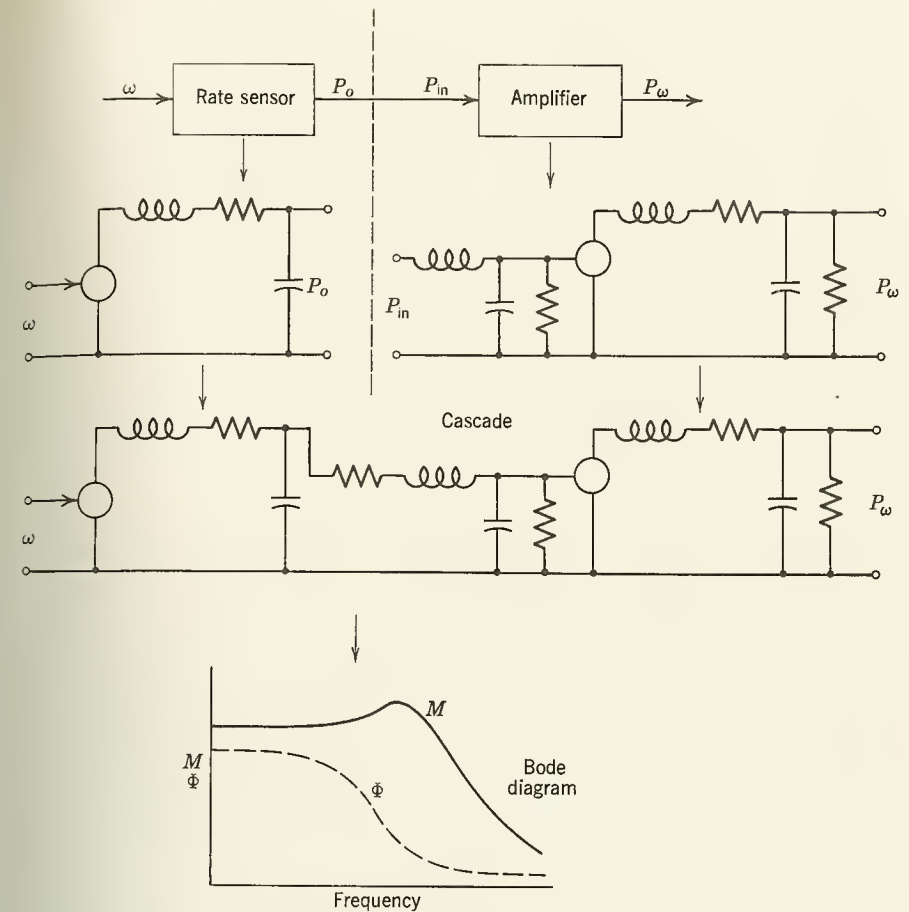 ω
Rate sensor
P_o
P_in
Amplifier
P_ω
P_o
ω
P_in
P_ω
Cascade
ω
P_ω
M
M
Φ
Φ
Bode
diagram
Frequency